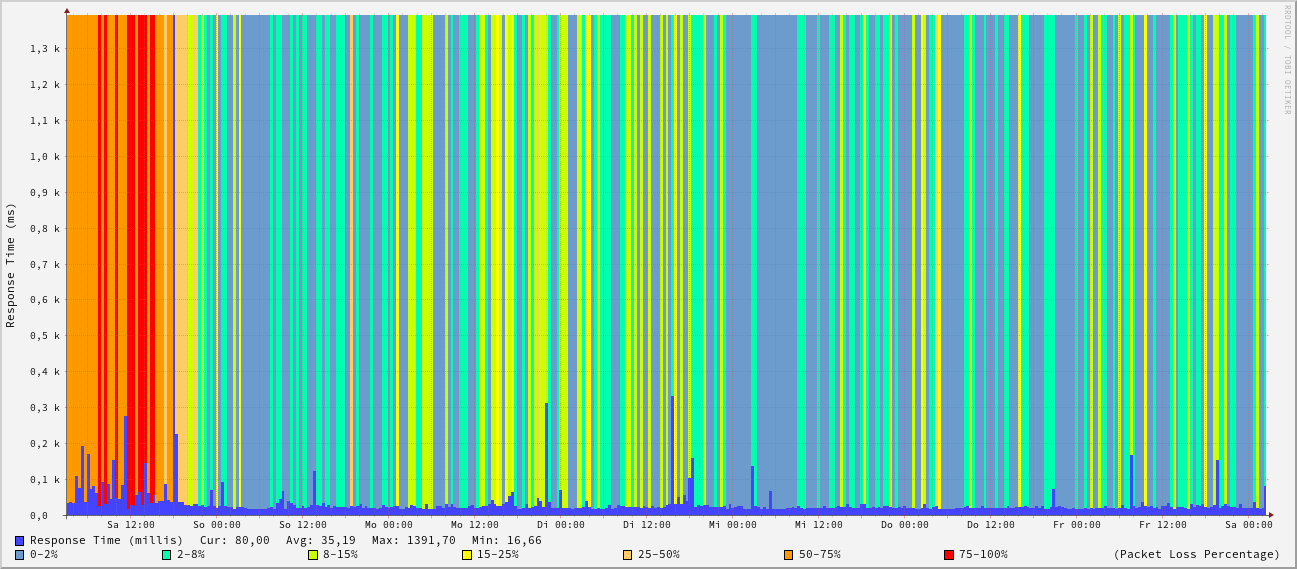 RRDTOOL / TOBI OETIKER
Response Time (ms)
1,3 k
1,2 k
1,1 k
1,0 k
0,9 k
0,8 k
0,7 k
0,6 k
0,5 k
0,4 k
0,3 k
0,2 k
0,1 k
0,0
Sa 12:00 So 00:00 So 12:00 Mo 00:00 Mo 12:00 Di 00:00 Di 12:00 Mi 00:00 Mi 12:00 Do 00:00 Do 12:00 Fr 00:00 Fr 12:00 Sa 00:00
Response Time (millis) Cur: 80,00 Avg: 35,19 Max: 1391,70 Min: 16,66
0-2% 2-8% 8-15% 15-25% 25-50% 50-75% 75-100% (Packet Loss Percentage)